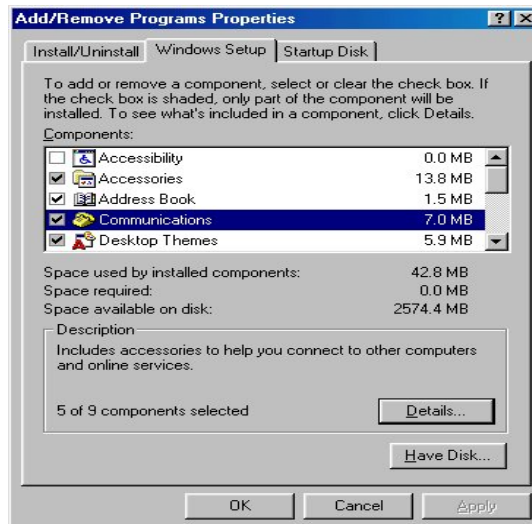 Add/Remove Programs Properties
Install/Uninstall Windows Setup Startup Disk
To add or remove a component, select or clear the check box. If
the check box is shaded, only part of the component will be
installed. To see what's included in a component, click Details.
Components:
Accessibility 0.0 MB
Accessories 13.8 MB
Address Book 1.5 MB
Communications 7.0 MB
Desktop Themes 5.9 MB
Space used by installed components: 42.8 MB
Space required: 0.0 MB
Space available on disk: 2574.4 MB
Description
Includes accessories to help you connect to other computers
and online services.
5 of 9 components selected Details...
Have Disk...
OK Cancel Apply